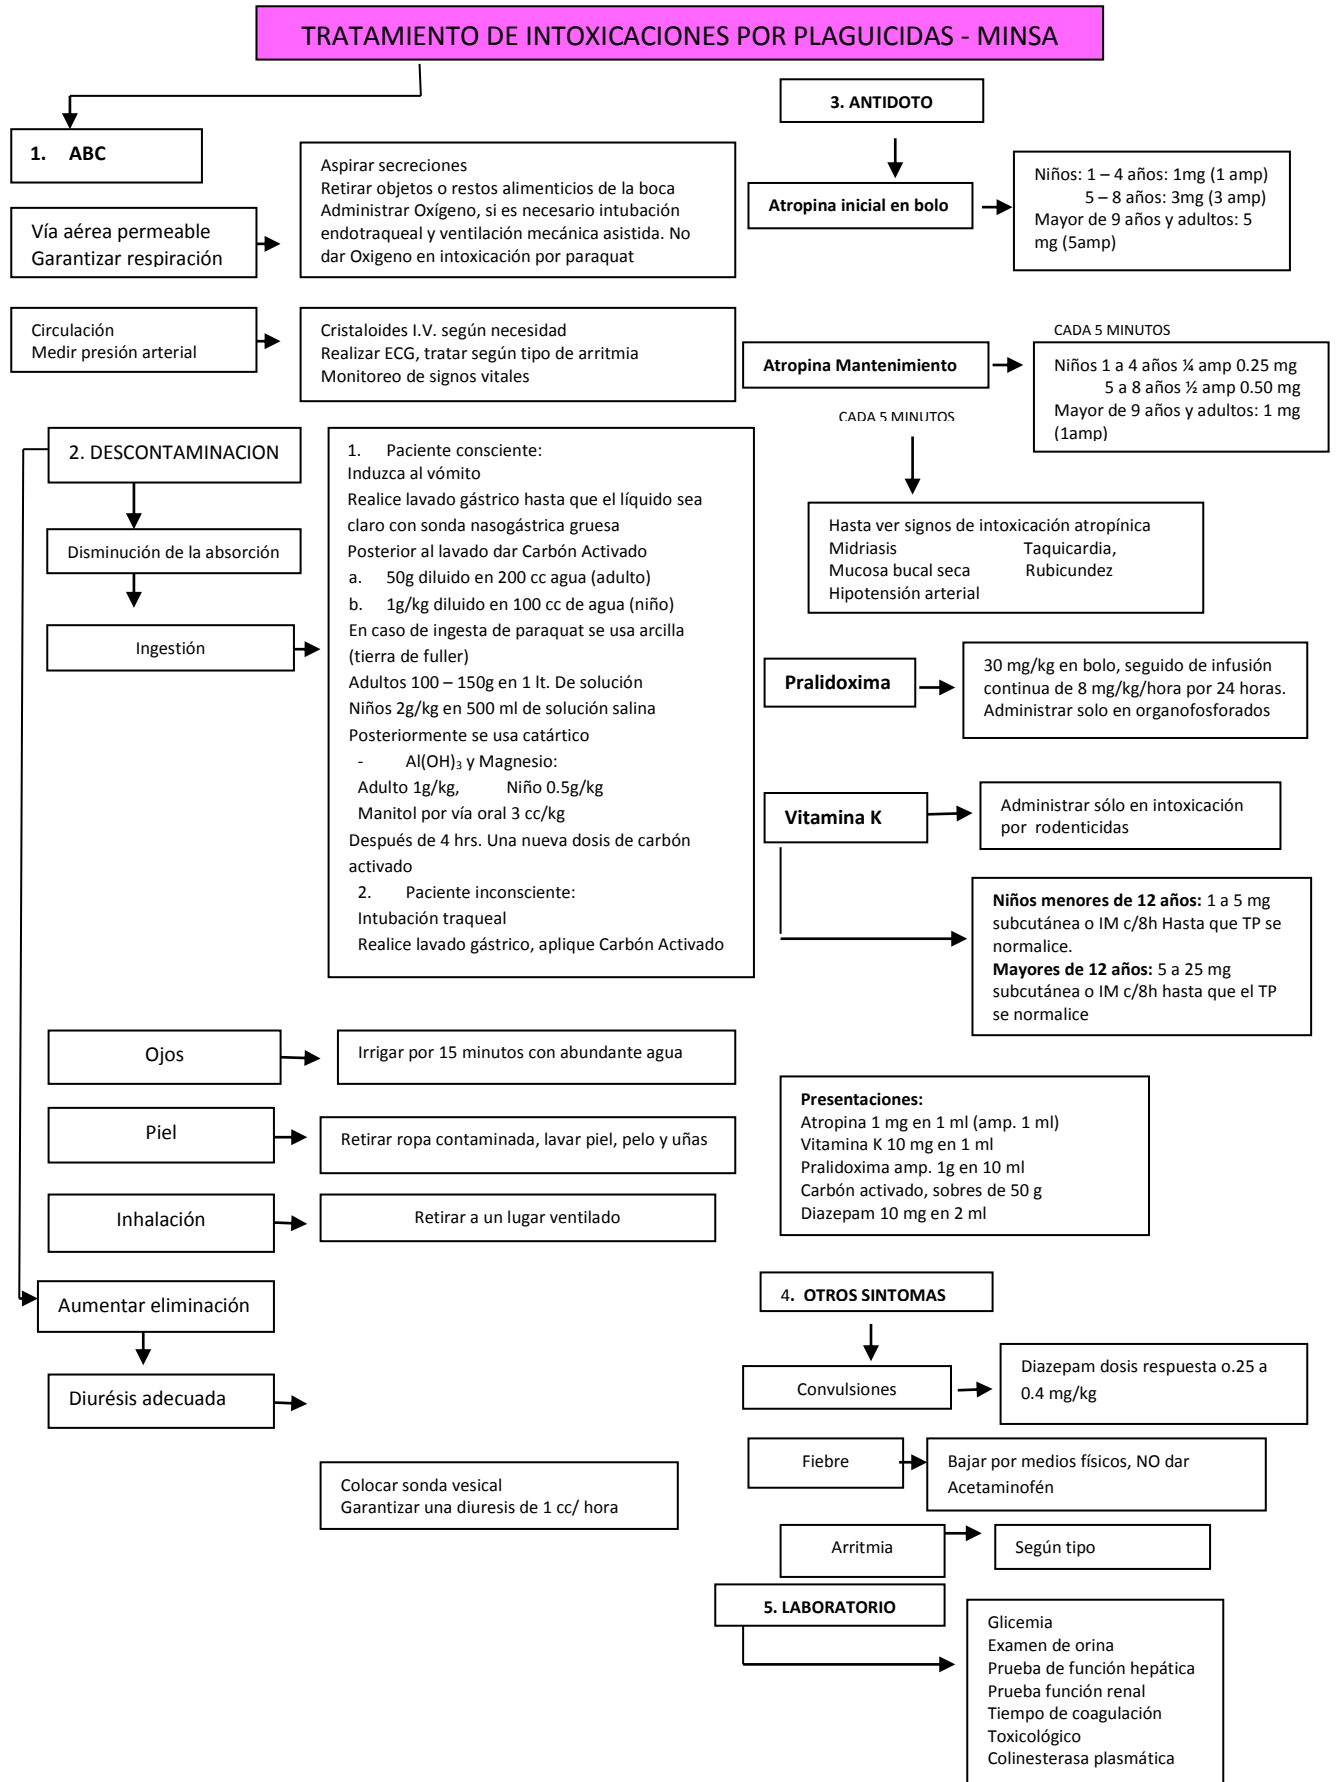 TRATAMIENTO DE INTOXICACIONES POR PLAGUICIDAS - MINSA
1. ABC
Vía aérea permeable
Garantizar respiración
Aspirar secreciones
Retirar objetos o restos alimenticios de la boca
Administrar Oxígeno, si es necesario intubación
endotraqueal y ventilación mecánica asistida. No
dar Oxigeno en intoxicación por paraquat
Circulación
Medir presión arterial
Cristaloides I.V. según necesidad
Realizar ECG, tratar según tipo de arritmia
Monitoreo de signos vitales
2. DESCONTAMINACION
Disminución de la absorción
Ingestión
1. Paciente consciente:
Induzca al vómito
Realice lavado gástrico hasta que el líquido sea
claro con sonda nasogástrica gruesa
Posterior al lavado dar Carbón Activado
a. 50g diluido en 200 cc agua (adulto)
b. 1g/kg diluido en 100 cc de agua (niño)
En caso de ingesta de paraquat se usa arcilla
(tierra de fuller)
Adultos 100 – 150g en 1 lt. De solución
Niños 2g/kg en 500 ml de solución salina
Posteriormente se usa catártico
- Al(OH)₃ y Magnesio:
Adulto 1g/kg, Niño 0.5g/kg
Manitol por vía oral 3 cc/kg
Después de 4 hrs. Una nueva dosis de carbón
activado
2. Paciente inconsciente:
Intubación traqueal
Realice lavado gástrico, aplique Carbón Activado
Ojos
Irrigar por 15 minutos con abundante agua
Piel
Retirar ropa contaminada, lavar piel, pelo y uñas
Inhalación
Retirar a un lugar ventilado
Aumentar eliminación
Diurésis adecuada
Colocar sonda vesical
Garantizar una diuresis de 1 cc/ hora
3. ANTIDOTO
Atropina inicial en bolo
Niños: 1 – 4 años: 1mg (1 amp)
5 – 8 años: 3mg (3 amp)
Mayor de 9 años y adultos: 5
mg (5amp)
Atropina Mantenimiento
CADA 5 MINUTOS
Niños 1 a 4 años ¼ amp 0.25 mg
5 a 8 años ½ amp 0.50 mg
Mayor de 9 años y adultos: 1 mg
(1amp)
CADA 5 MINUTOS
Hasta ver signos de intoxicación atropínica
Midriasis Taquicardia,
Mucosa bucal seca Rubicundez
Hipotensión arterial
Pralidoxima
30 mg/kg en bolo, seguido de infusión
continua de 8 mg/kg/hora por 24 horas.
Administrar solo en organofosforados
Vitamina K
Administrar sólo en intoxicación
por rodenticidas
Niños menores de 12 años: 1 a 5 mg
subcutánea o IM c/8h Hasta que TP se
normalice.
Mayores de 12 años: 5 a 25 mg
subcutánea o IM c/8h hasta que el TP
se normalice
Presentaciones:
Atropina 1 mg en 1 ml (amp. 1 ml)
Vitamina K 10 mg en 1 ml
Pralidoxima amp. 1g en 10 ml
Carbón activado, sobres de 50 g
Diazepam 10 mg en 2 ml
4. OTROS SINTOMAS
Convulsiones
Diazepam dosis respuesta o.25 a
0.4 mg/kg
Fiebre
Bajar por medios físicos, NO dar
Acetaminofén
Arritmia
Según tipo
5. LABORATORIO
Glicemia
Examen de orina
Prueba de función hepática
Prueba función renal
Tiempo de coagulación
Toxicológico
Colinesterasa plasmática